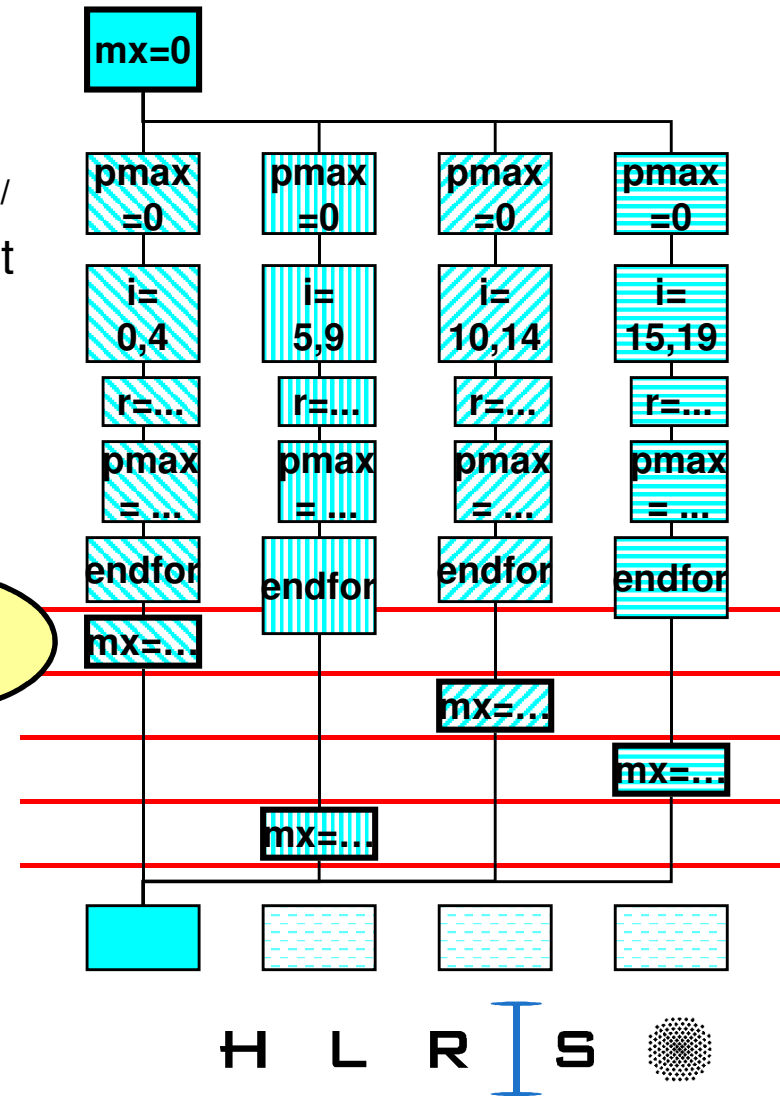 mx=0
/
t
pmax pmax pmax pmax
=0 =0 =0 =0
i= i= i= i=
0,4 5,9 10,14 15,19
r=... r=... r=... r=...
pmax pmax pmax pmax
= ... = ... = ... = ...
endfor endfor endfor endfor
mx=...
mx=...
mx=...
mx=...
H L R I S